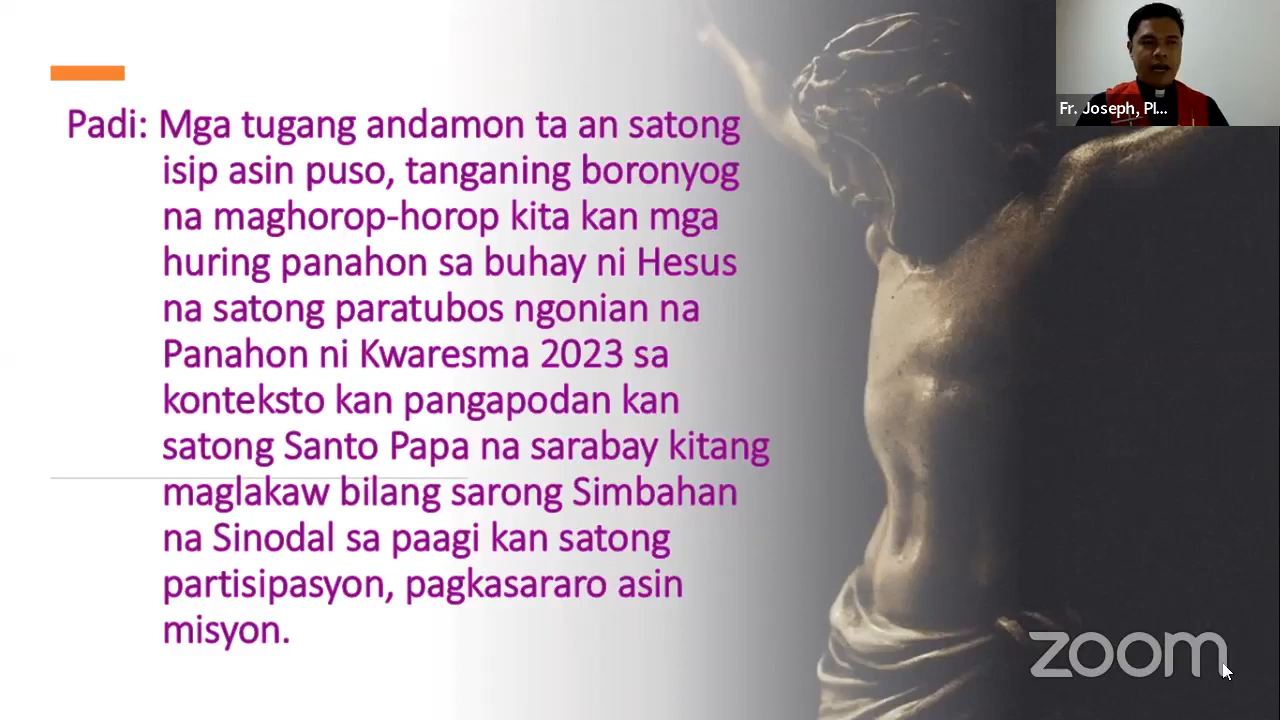 Padi: Mga tugang andamon ta an satong
isip asin puso, tanganing boronyog
na maghorop-horop kita kan mga
huring panahon sa buhay ni Hesus
na satong paratubos ngonian na
Panahon ni Kwaresma 2023 sa
konteksto kan pangapodan kan
satong Santo Papa na sarabay kitang
maglakaw bilang sarong Simbahan
na Sinodal sa paagi kan satong
partisipasyon, pagkasararo asin
misyon.
Fr. Joseph, Pl...
zoom